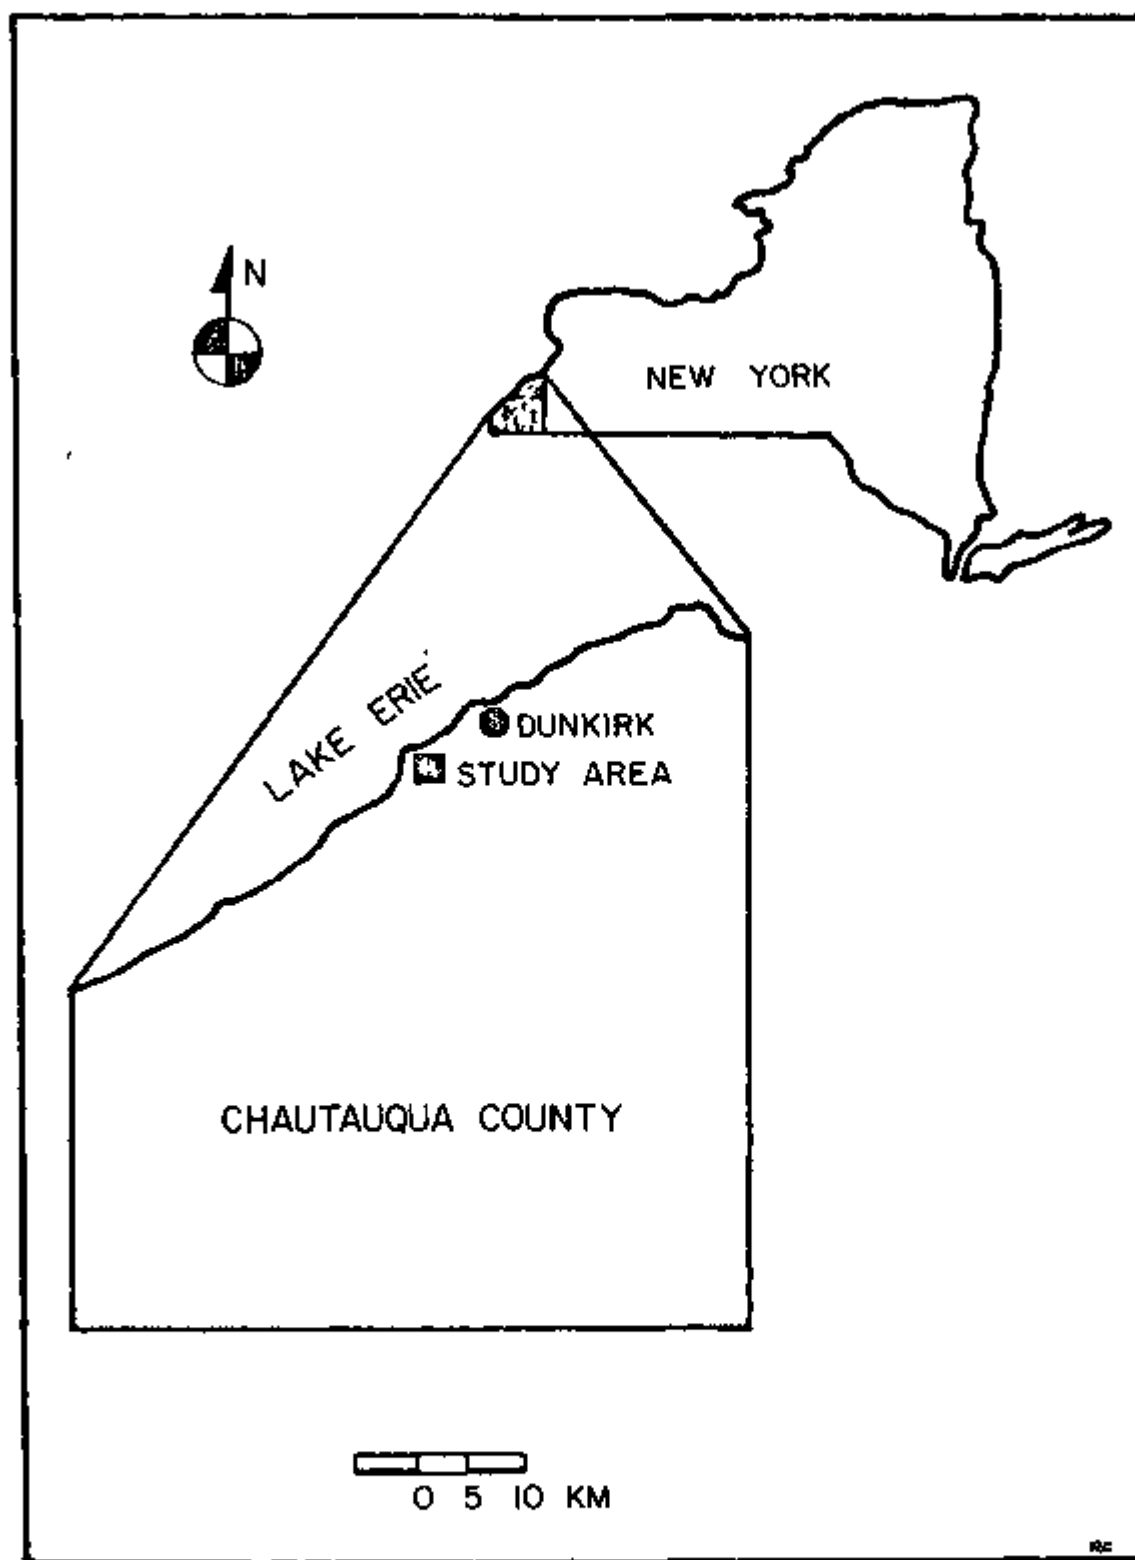 N
NEW YORK
LAKE ERIE
DUNKIRK
STUDY AREA
CHAUTAUQUA COUNTY
0 5 10 KM